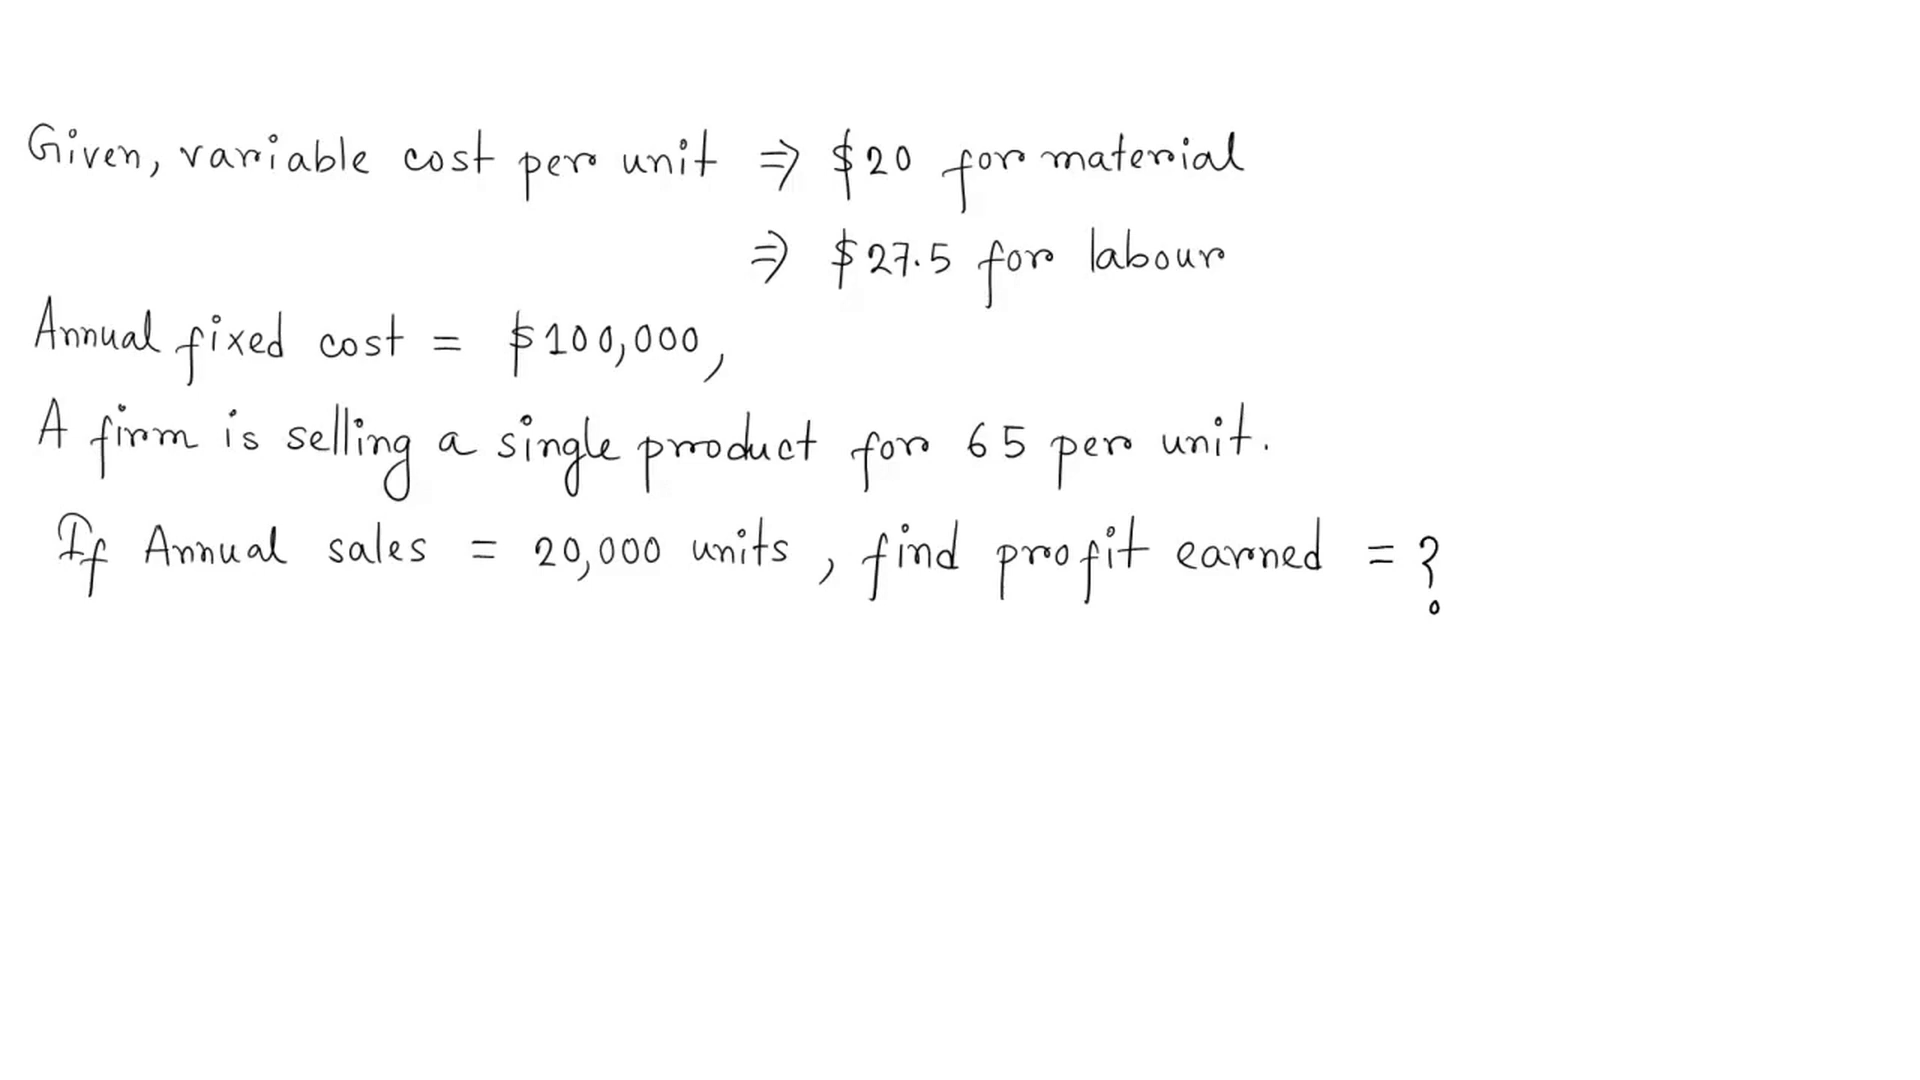 Given, variable cost per unit ⇒ $20 for material
⇒ $27.5 for labour
Annual fixed cost = $100,000,
A firm is selling a single product for 65 per unit.
If Annual sales = 20,000 units, find profit earned = ?